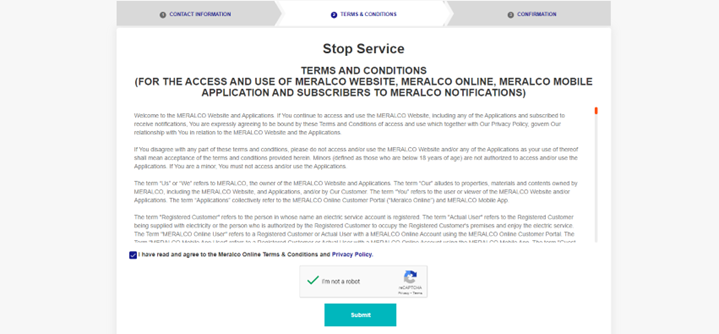 1 CONTACT INFORMATION
2 TERMS & CONDITIONS
3 CONFIRMATION
Stop Service
TERMS AND CONDITIONS
(FOR THE ACCESS AND USE OF MERALCO WEBSITE, MERALCO ONLINE, MERALCO MOBILE
APPLICATION AND SUBSCRIBERS TO MERALCO NOTIFICATIONS)
Welcome to the MERALCO Website and Applications. If You continue to access and use the MERALCO Website, including any of the Applications and subscribed to
receive notifications, You are expressly agreeing to be bound by these Terms and Conditions of access and use which together with Our Privacy Policy, govern Our
relationship with You in relation to the MERALCO Website and the Applications.
If You disagree with any part of these terms and conditions, please do not access and/or use the MERALCO Website and/or any of the Applications as your use of thereof
shall mean acceptance of the terms and conditions provided herein. Minors (defined as those who are below 18 years of age) are not authorized to access and/or use the
Applications. If You are a minor, You must not access and/or use the Applications.
The term "Us" or "We" refers to MERALCO, the owner of the MERALCO Website and Applications. The term "Our" alludes to properties, materials and contents owned by
MERALCO, including the MERALCO Website, and Applications, and/or by Our Customer. The term "You" refers to the user or viewer of the MERALCO Website and/or
Applications. The term "Applications" collectively refer to the MERALCO Online Customer Portal ("Meralco Online") and MERALCO Mobile App.
The term "Registered Customer" refers to the person in whose name an electric service account is registered. The term "Actual User" refers to the Registered Customer
being supplied with electricity or the person who is authorized by the Registered Customer to occupy the Registered Customer's premises and enjoy the electric service.
The Term "MERALCO Online User" refers to a Registered Customer or Actual User with a MERALCO Online Account using the MERALCO Online Customer Portal. The
Term "MERALCO Mobile App User" refers to a Registered Customer or Actual User with a MERALCO Online Account using the MERALCO Mobile App. The term "Guest
I have read and agree to the Meralco Online Terms & Conditions and Privacy Policy.
I'm not a robot
reCAPTCHA
Privacy - Terms
Submit